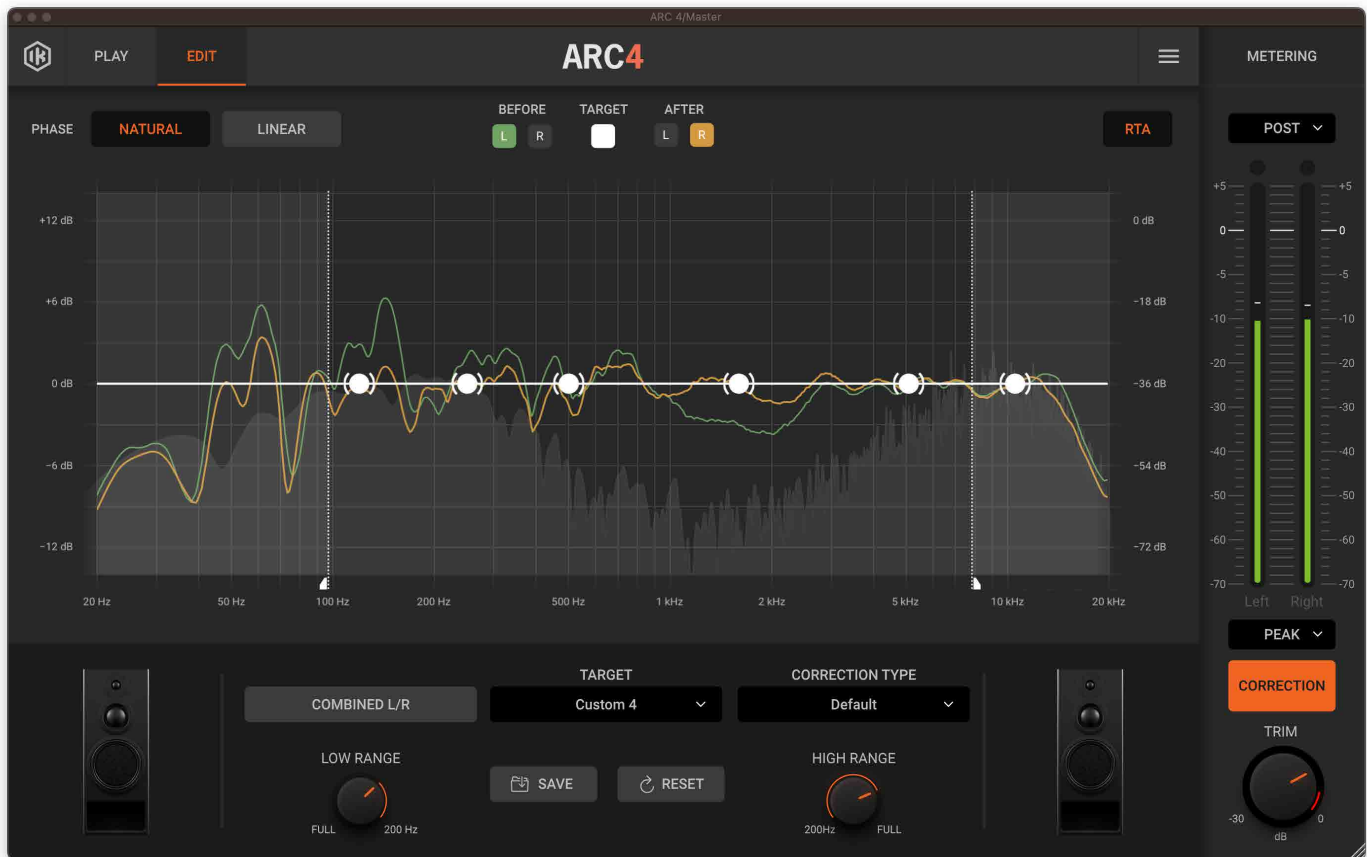 ARC 4/Master
IK
PLAY
EDIT
ARC4
METERING
PHASE
NATURAL
LINEAR
BEFORE
L R
TARGET
AFTER
L R
RTA
POST
+12 dB
+6 dB
0 dB
−6 dB
−12 dB
0 dB
−18 dB
−36 dB
−54 dB
−72 dB
20 Hz
50 Hz
100 Hz
200 Hz
500 Hz
1 kHz
2 kHz
5 kHz
10 kHz
20 kHz
+5 +5
0 0
-5 -5
-10 -10
-20 -20
-30 -30
-40 -40
-50 -50
-60 -60
-70 -70
Left Right
PEAK
CORRECTION
TRIM
-30 0
dB
COMBINED L/R
TARGET
Custom 4
CORRECTION TYPE
Default
LOW RANGE
FULL 200 Hz
SAVE
RESET
HIGH RANGE
200Hz FULL